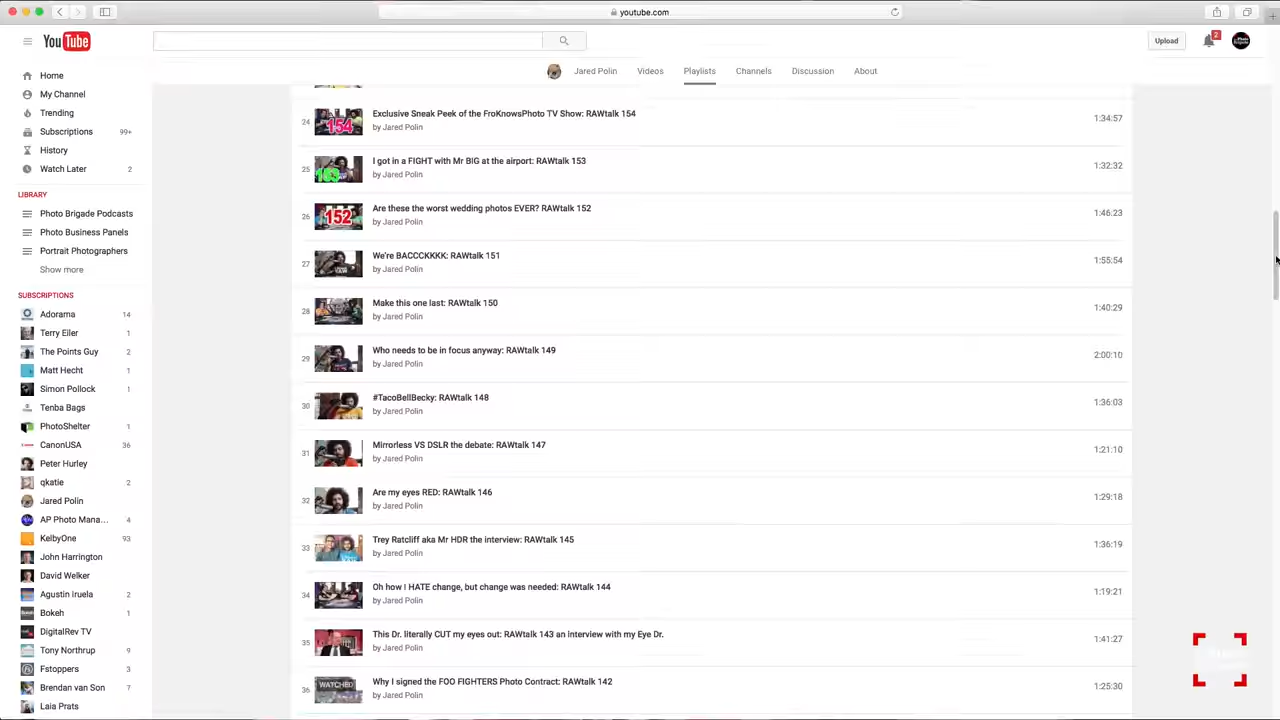 youtube.com
YouTube
Upload
2
Jared Polin
Videos
Playlists
Channels
Discussion
About
Home
My Channel
Trending
Subscriptions 99+
History
Watch Later 2
LIBRARY
Photo Brigade Podcasts
Photo Business Panels
Portrait Photographers
Show more
SUBSCRIPTIONS
Adorama 14
Terry Eiler 1
The Points Guy 2
Matt Hecht 1
Simon Pollock 1
Tenba Bags
PhotoShelter 1
CanonUSA 36
Peter Hurley
qkatie 2
Jared Polin
AP Photo Mana... 4
KelbyOne 93
John Harrington
David Welker
Agustin Iruela 2
Bokeh 1
DigitalRev TV
Tony Northrup 9
Fstoppers 3
Brendan van Son 7
Laia Prats
24 154 Exclusive Sneak Peek of the FroKnowsPhoto TV Show: RAWtalk 154 1:34:57
by Jared Polin
25 153 I got in a FIGHT with Mr BIG at the airport: RAWtalk 153 1:32:32
by Jared Polin
26 152 Are these the worst wedding photos EVER? RAWtalk 152 1:46:23
by Jared Polin
27 We're BACCCKKKK: RAWtalk 151 1:55:54
by Jared Polin
28 Make this one last: RAWtalk 150 1:40:29
by Jared Polin
29 Who needs to be in focus anyway: RAWtalk 149 2:00:10
by Jared Polin
30 #TacoBellBecky: RAWtalk 148 1:36:03
by Jared Polin
31 Mirrorless VS DSLR the debate: RAWtalk 147 1:21:10
by Jared Polin
32 Are my eyes RED: RAWtalk 146 1:29:18
by Jared Polin
33 Trey Ratcliff aka Mr HDR the interview: RAWtalk 145 1:36:19
by Jared Polin
34 Oh how I HATE change, but change was needed: RAWtalk 144 1:19:21
by Jared Polin
35 This Dr. literally CUT my eyes out: RAWtalk 143 an interview with my Eye Dr. 1:41:27
by Jared Polin
36 WATCHED Why I signed the FOO FIGHTERS Photo Contract: RAWtalk 142 1:25:30
by Jared Polin